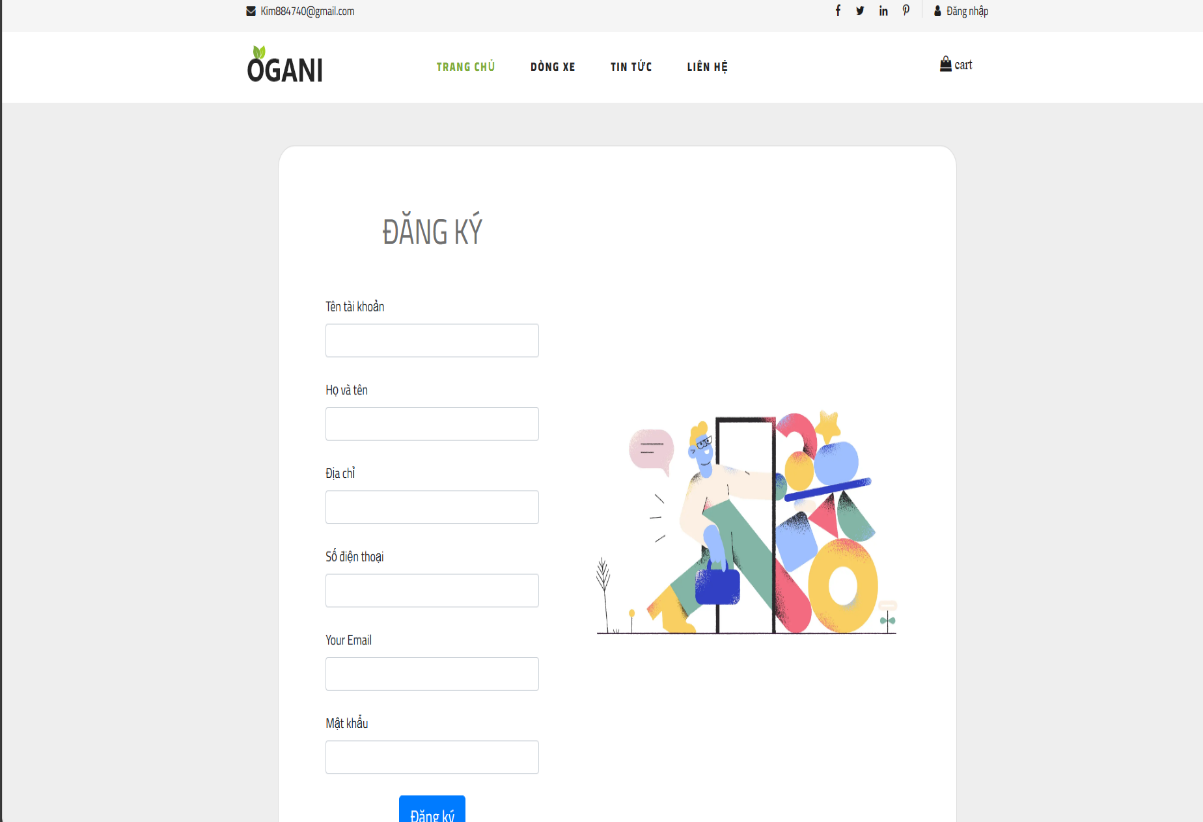 Kim884740@gmail.com
Đăng nhập
OGANI
TRANG CHỦ DÒNG XE TIN TỨC LIÊN HỆ
cart
ĐĂNG KÝ
Tên tài khoản
Họ và tên
Địa chỉ
Số điện thoại
Your Email
Mật khẩu
Đăng ký